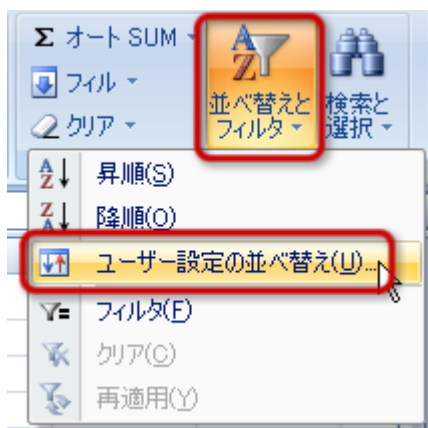 Σ オート SUM
フィル
クリア
並べ替えと
フィルタ
検索と
選択
昇順(S)
降順(O)
ユーザー設定の並べ替え(U)...
フィルタ(F)
クリア(C)
再適用(Y)